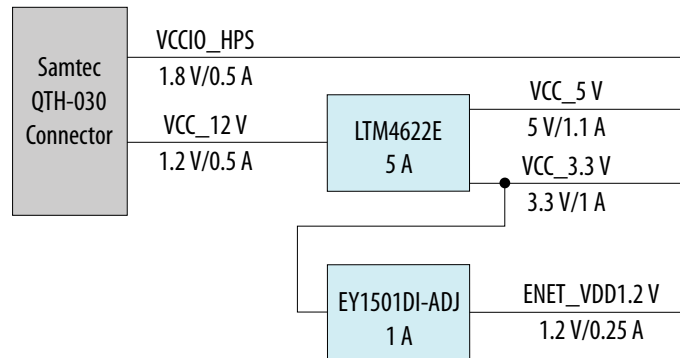 Samtec
QTH-030
Connector
VCCIO_HPS
1.8 V/0.5 A
VCC_12 V
1.2 V/0.5 A
LTM4622E
5 A
VCC_5 V
5 V/1.1 A
VCC_3.3 V
3.3 V/1 A
EY1501DI-ADJ
1 A
ENET_VDD1.2 V
1.2 V/0.25 A